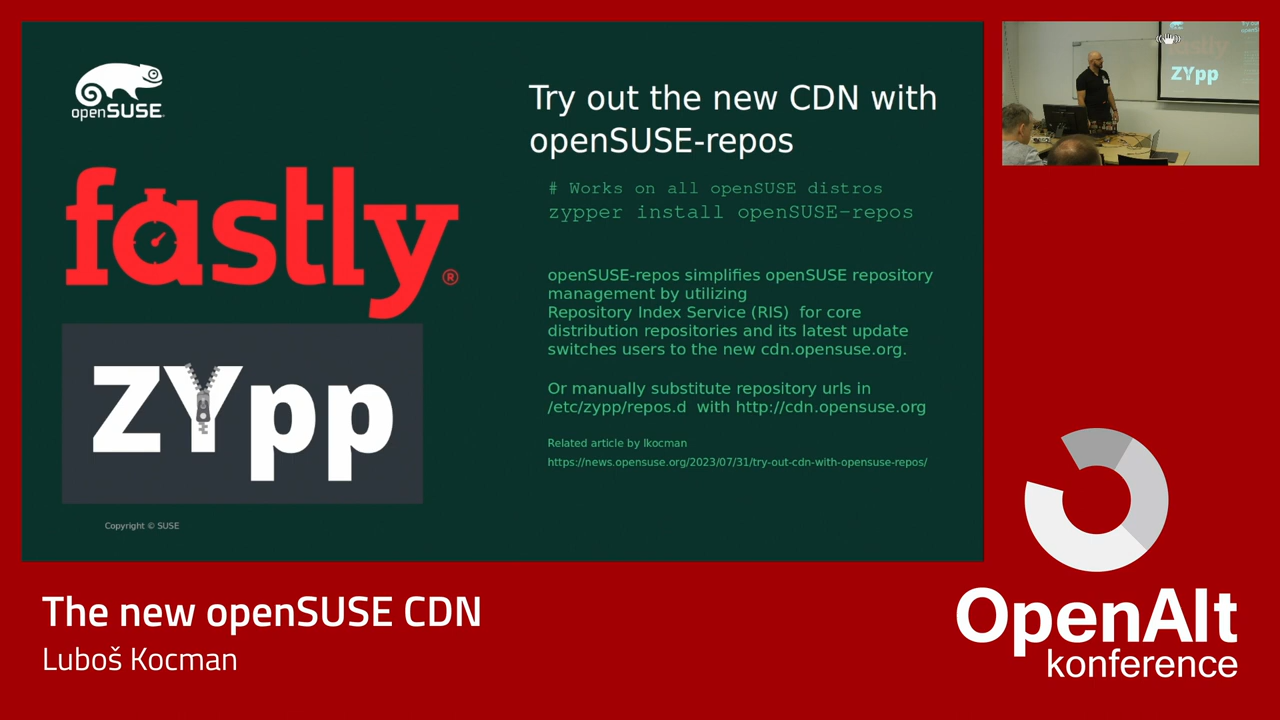 openSUSE
fastly®
ZYpp
Copyright © SUSE
Try out the new CDN with
openSUSE-repos
# Works on all openSUSE distros
zypper install openSUSE-repos
openSUSE-repos simplifies openSUSE repository
management by utilizing
Repository Index Service (RIS) for core
distribution repositories and its latest update
switches users to the new cdn.opensuse.org.
Or manually substitute repository urls in
/etc/zypp/repos.d with http://cdn.opensuse.org
Related article by lkocman
https://news.opensuse.org/2023/07/31/try-out-cdn-with-opensuse-repos/
fastly
ZYpp
The new openSUSE CDN
Luboš Kocman
OpenAlt
konference